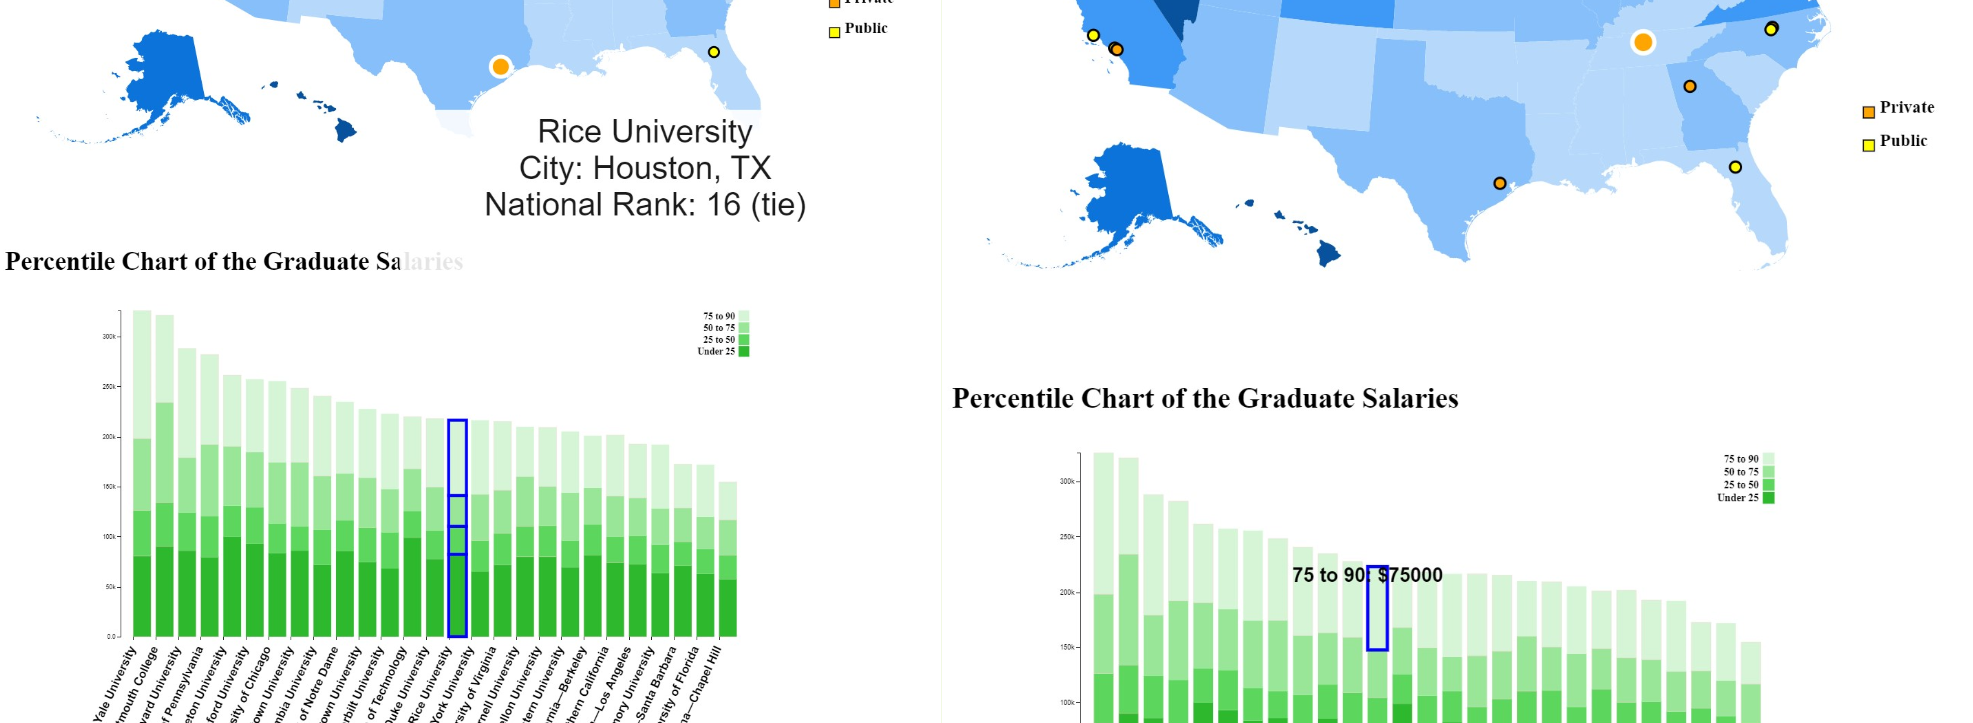 Private
Public
Rice University
City: Houston, TX
National Rank: 16 (tie)
Percentile Chart of the Graduate Salaries
75 to 90
50 to 75
25 to 50
Under 25
300k
250k
200k
150k
100k
50k
0.0
Yale University
mouth College
vard University
f Pennsylvania
eton University
ford University
sity of Chicago
own University
mbia University
of Notre Dame
own University
rbilt University
of Technology
Duke University
Rice University
York University
rsity of Virginia
rnell University
llon University
tern University
rnia—Berkeley
hern California
—Los Angeles
nory University
-Santa Barbara
rsity of Florida
na—Chapel Hill
Private
Public
Percentile Chart of the Graduate Salaries
75 to 90
50 to 75
25 to 50
Under 25
75 to 90: $75000
300k
250k
200k
150k
100k